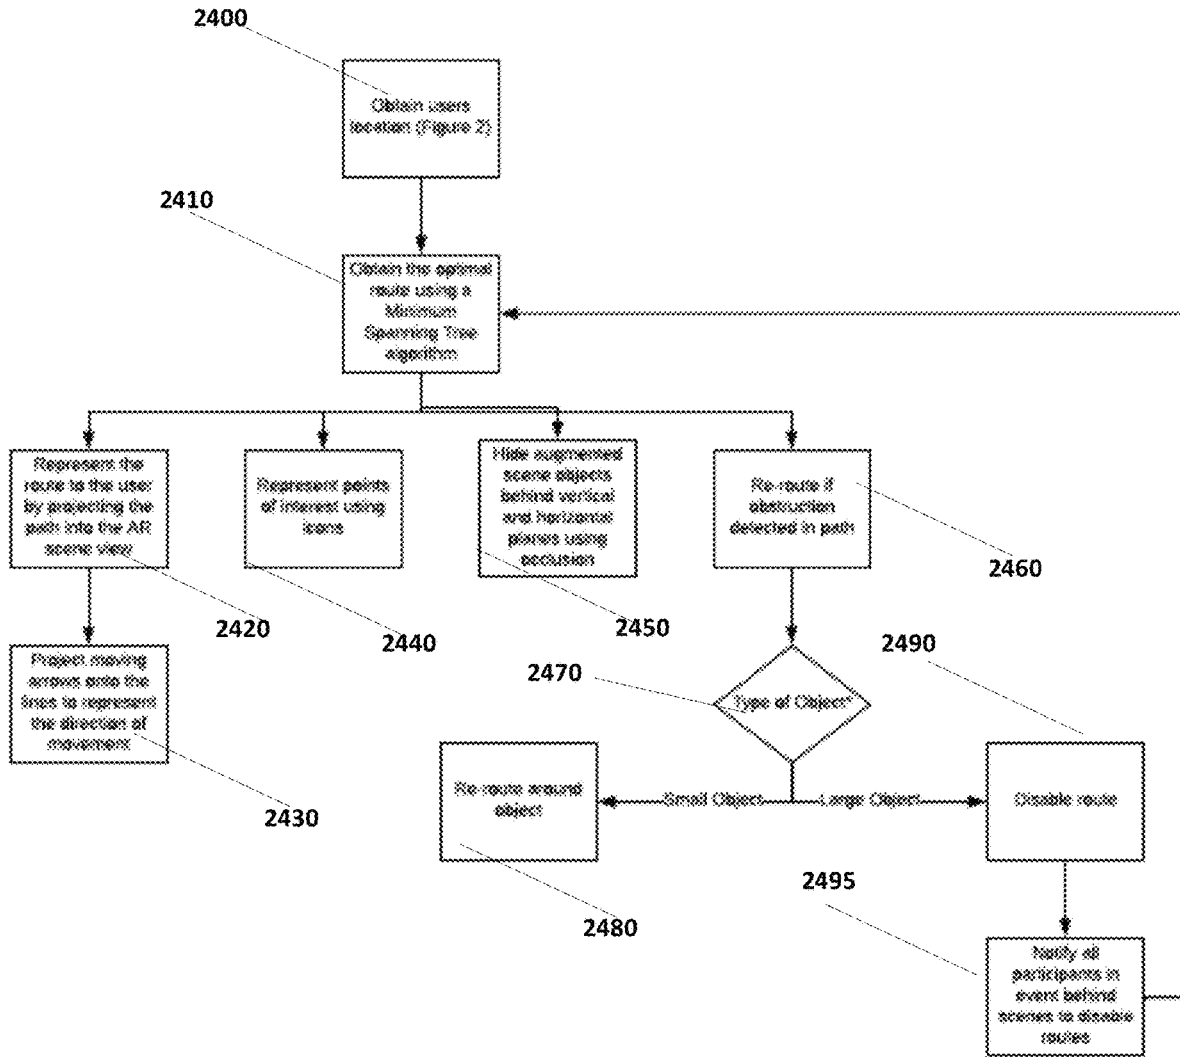 2400
Obtain users
location (Figure 2)
2410
Obtain the optimal
route using a
Minimum
Spanning Tree
algorithm
Represent the
route to the user
by projecting the
path into the AR
scene view
2420
Represent points
of interest using
icons
2440
Hide augmented
scene objects
behind vertical
and horizontal
planes using
occlusion
2450
Re-route if
abstruction
detected in path
2460
Project moving
arrows onto the
lines to represent
the direction of
movement
2430
2470
Type of Object*
2490
Re-route around
object
2480
Small Object
Large Object
Disable route
2495
Notify all
participants in
event behind
scenes to disable
routes